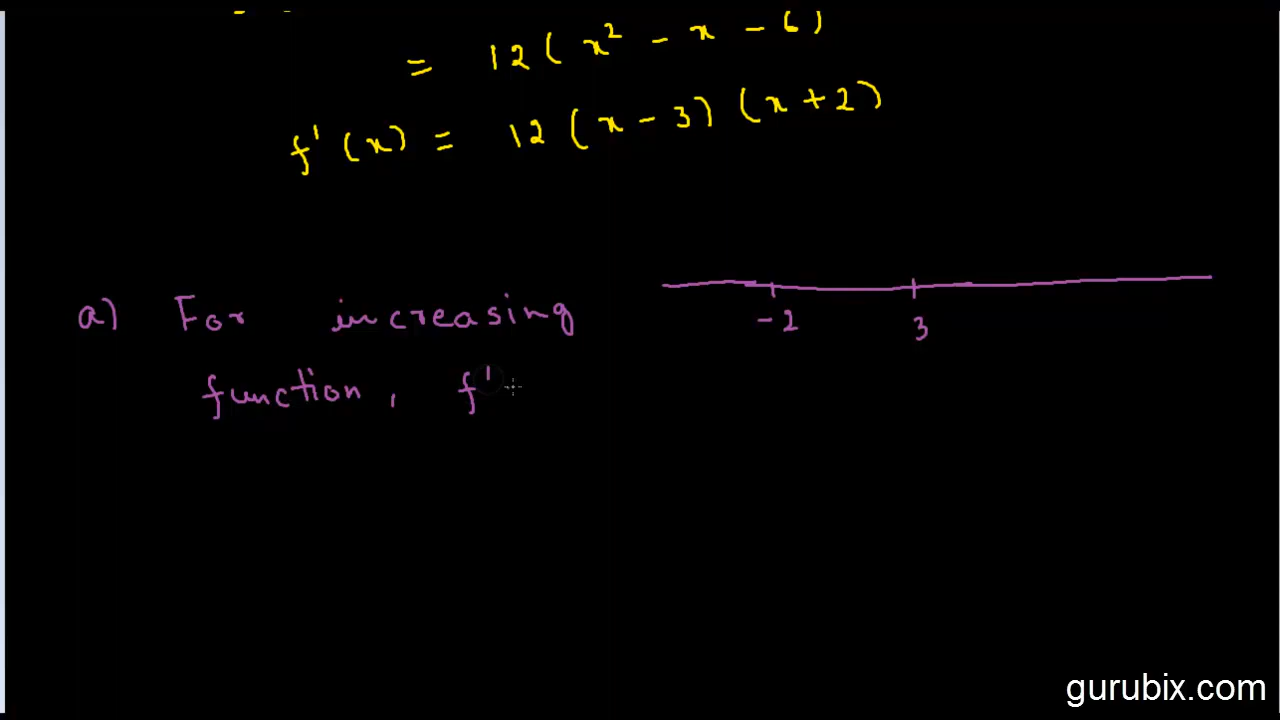 = 12(x² - x - 6)
f'(x) = 12(x-3)(x+2)
a) For increasing
function, f'
-2 3
gurubix.com